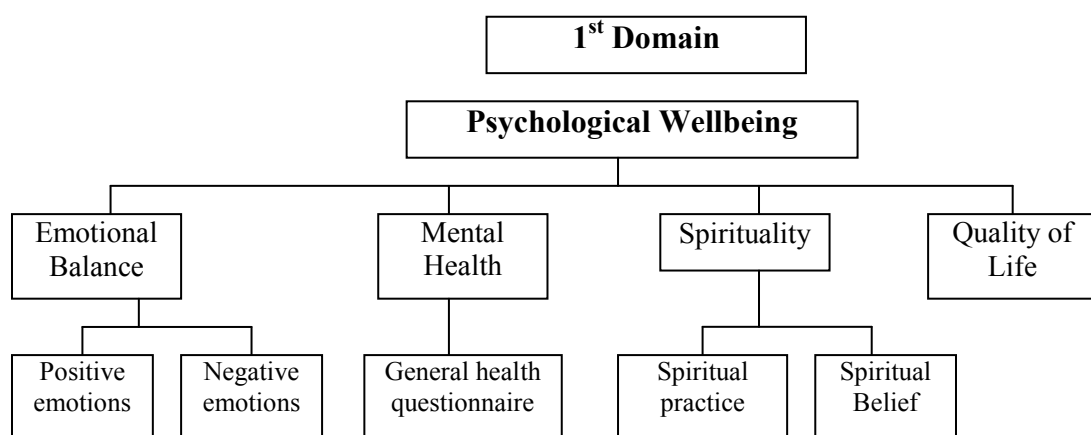 1st Domain
Psychological Wellbeing
Emotional
Balance
Mental
Health
Spirituality
Quality of
Life
Positive
emotions
Negative
emotions
General health
questionnaire
Spiritual
practice
Spiritual
Belief